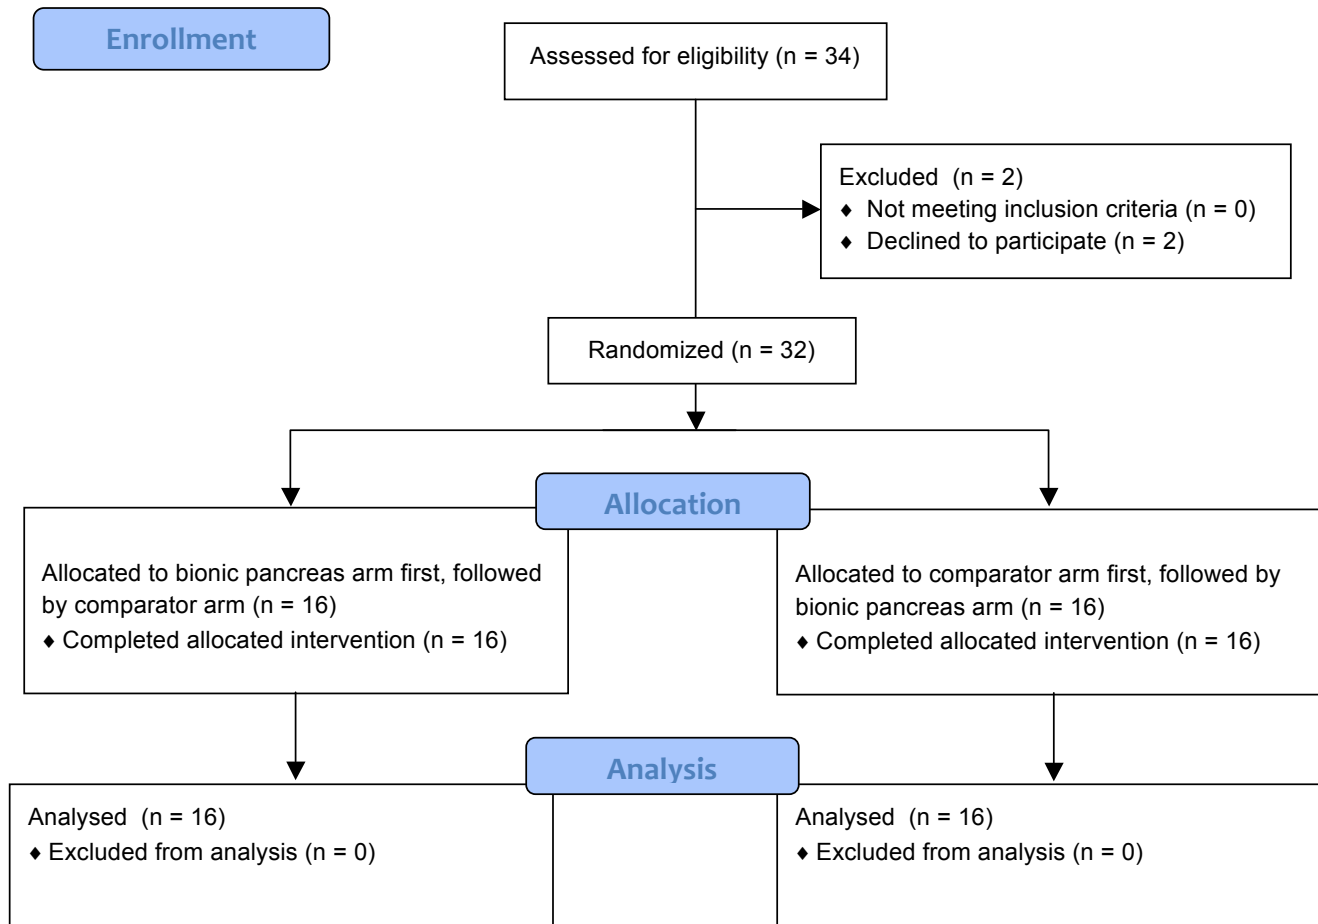 Enrollment
Assessed for eligibility (n = 34)
Excluded (n = 2)
♦ Not meeting inclusion criteria (n = 0)
♦ Declined to participate (n = 2)
Randomized (n = 32)
Allocation
Allocated to bionic pancreas arm first, followed
by comparator arm (n = 16)
♦ Completed allocated intervention (n = 16)
Allocated to comparator arm first, followed by
bionic pancreas arm (n = 16)
♦ Completed allocated intervention (n = 16)
Analysis
Analysed (n = 16)
♦ Excluded from analysis (n = 0)
Analysed (n = 16)
♦ Excluded from analysis (n = 0)